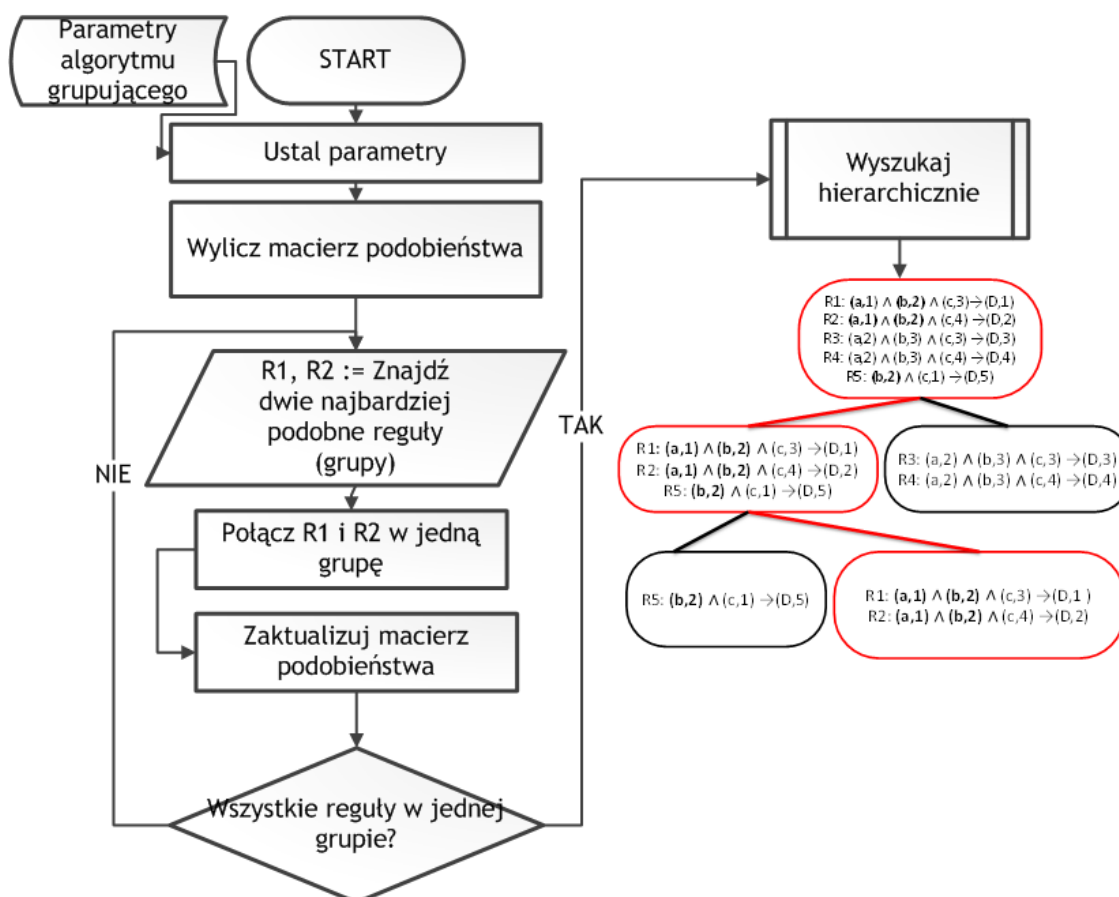 Parametry
algorytmu
grupującego
START
Ustal parametry
Wylicz macierz podobieństwa
R1, R2 := Znajdź
dwie najbardziej
podobne reguły
(grupy)
NIE
TAK
Połącz R1 i R2 w jedną
grupę
Zaktualizuj macierz
podobieństwa
Wszystkie reguły w jednej
grupie?
Wyszukaj
hierarchicznie
R1: (a,1) ∧ (b,2) ∧ (c,3)→(D,1)
R2: (a,1) ∧ (b,2) ∧ (c,4) →(D,2)
R3: (a,2) ∧ (b,3) ∧ (c,3) →(D,3)
R4: (a,2) ∧ (b,3) ∧ (c,4) →(D,4)
R5: (b,2) ∧ (c,1) →(D,5)
R1: (a,1) ∧ (b,2) ∧ (c,3) →(D,1)
R2: (a,1) ∧ (b,2) ∧ (c,4) →(D,2)
R5: (b,2) ∧ (c,1) →(D,5)
R3: (a,2) ∧ (b,3) ∧ (c,3) →(D,3)
R4: (a,2) ∧ (b,3) ∧ (c,4) →(D,4)
R5: (b,2) ∧ (c,1) →(D,5)
R1: (a,1) ∧ (b,2) ∧ (c,3) →(D,1 )
R2: (a,1) ∧ (b,2) ∧ (c,4) →(D,2)